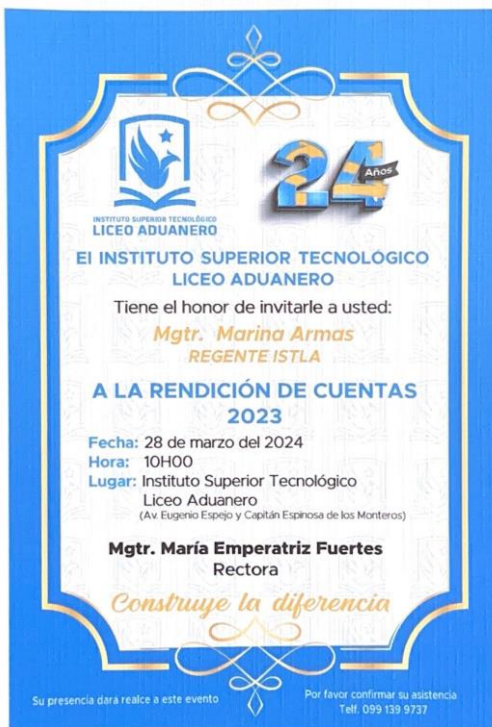 INSTITUTO SUPERIOR TECNOLÓGICO
LICEO ADUANERO
24
Años
El INSTITUTO SUPERIOR TECNOLÓGICO
LICEO ADUANERO
Tiene el honor de invitarle a usted:
Mgtr. Marina Armas
REGENTE ISTLA
A LA RENDICIÓN DE CUENTAS
2023
Fecha: 28 de marzo del 2024
Hora: 10H00
Lugar: Instituto Superior Tecnológico
Liceo Aduanero
(Av. Eugenio Espejo y Capitán Espinosa de los Monteros)
Mgtr. María Emperatriz Fuertes
Rectora
Construye la diferencia
Su presencia dará realce a este evento
Por favor confirmar su asistencia
Telf. 099 139 9737